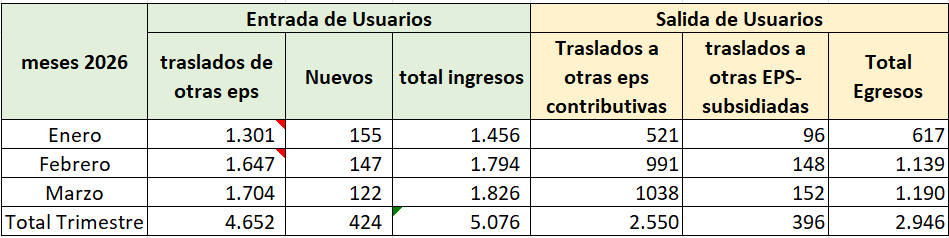 meses 2026 Entrada de Usuarios Salida de Usuarios
traslados de otras eps Nuevos total ingresos Traslados a otras eps contributivas traslados a otras EPS-subsidiadas Total Egresos
Enero 1.301 155 1.456 521 96 617
Febrero 1.647 147 1.794 991 148 1.139
Marzo 1.704 122 1.826 1038 152 1.190
Total Trimestre 4.652 424 5.076 2.550 396 2.946